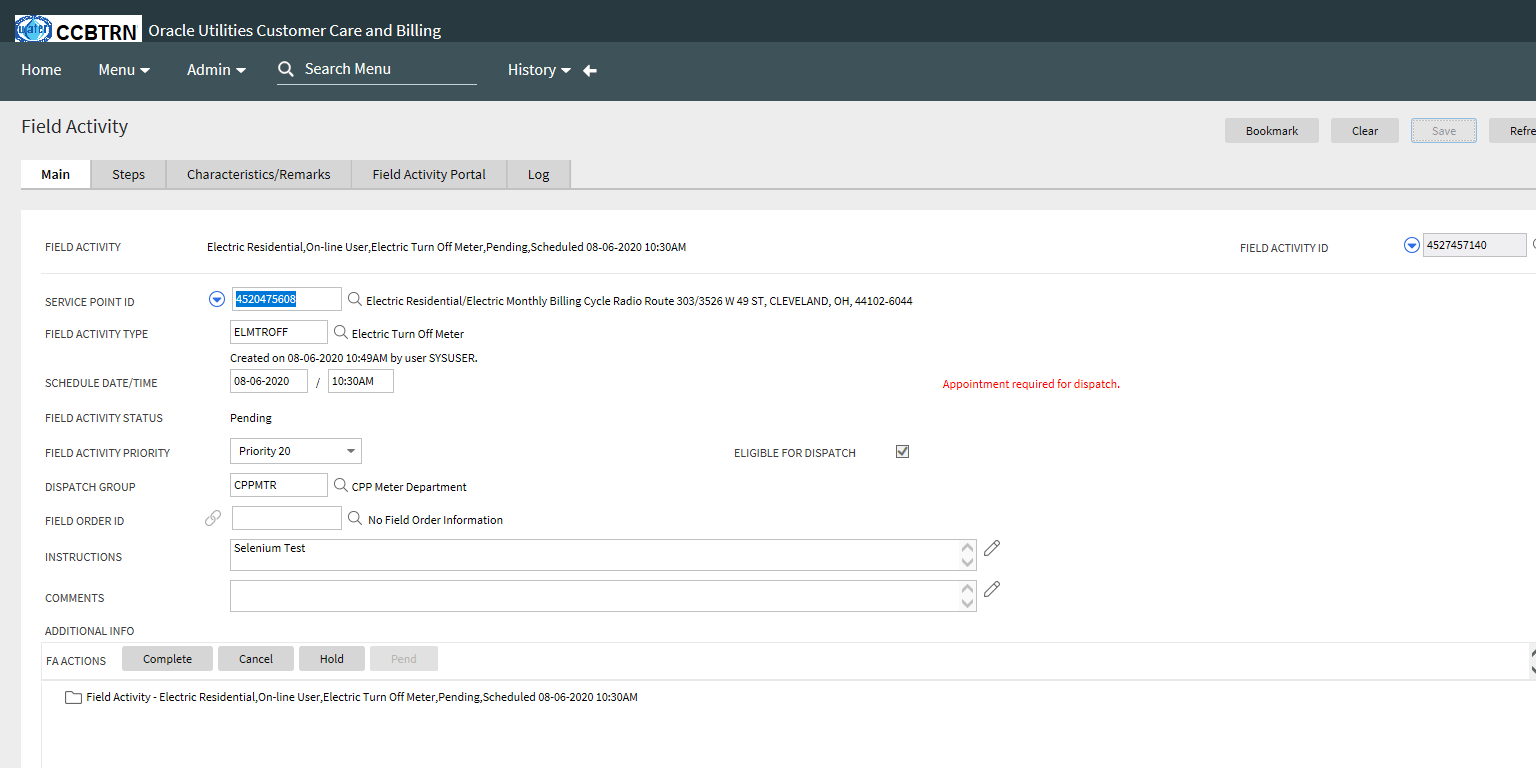 water CCBTRN Oracle Utilities Customer Care and Billing
Home Menu Admin Search Menu History
Field Activity
Bookmark Clear Save Refre
Main Steps Characteristics/Remarks Field Activity Portal Log
FIELD ACTIVITY Electric Residential,On-line User,Electric Turn Off Meter,Pending,Scheduled 08-06-2020 10:30AM FIELD ACTIVITY ID 4527457140
SERVICE POINT ID 4520475608 Electric Residential/Electric Monthly Billing Cycle Radio Route 303/3526 W 49 ST, CLEVELAND, OH, 44102-6044
FIELD ACTIVITY TYPE ELMTROFF Electric Turn Off Meter
Created on 08-06-2020 10:49AM by user SYSUSER.
SCHEDULE DATE/TIME 08-06-2020 / 10:30AM Appointment required for dispatch.
FIELD ACTIVITY STATUS Pending
FIELD ACTIVITY PRIORITY Priority 20 ELIGIBLE FOR DISPATCH
DISPATCH GROUP CPPMTR CPP Meter Department
FIELD ORDER ID No Field Order Information
INSTRUCTIONS Selenium Test
COMMENTS
ADDITIONAL INFO
FA ACTIONS Complete Cancel Hold Pend
Field Activity - Electric Residential,On-line User,Electric Turn Off Meter,Pending,Scheduled 08-06-2020 10:30AM